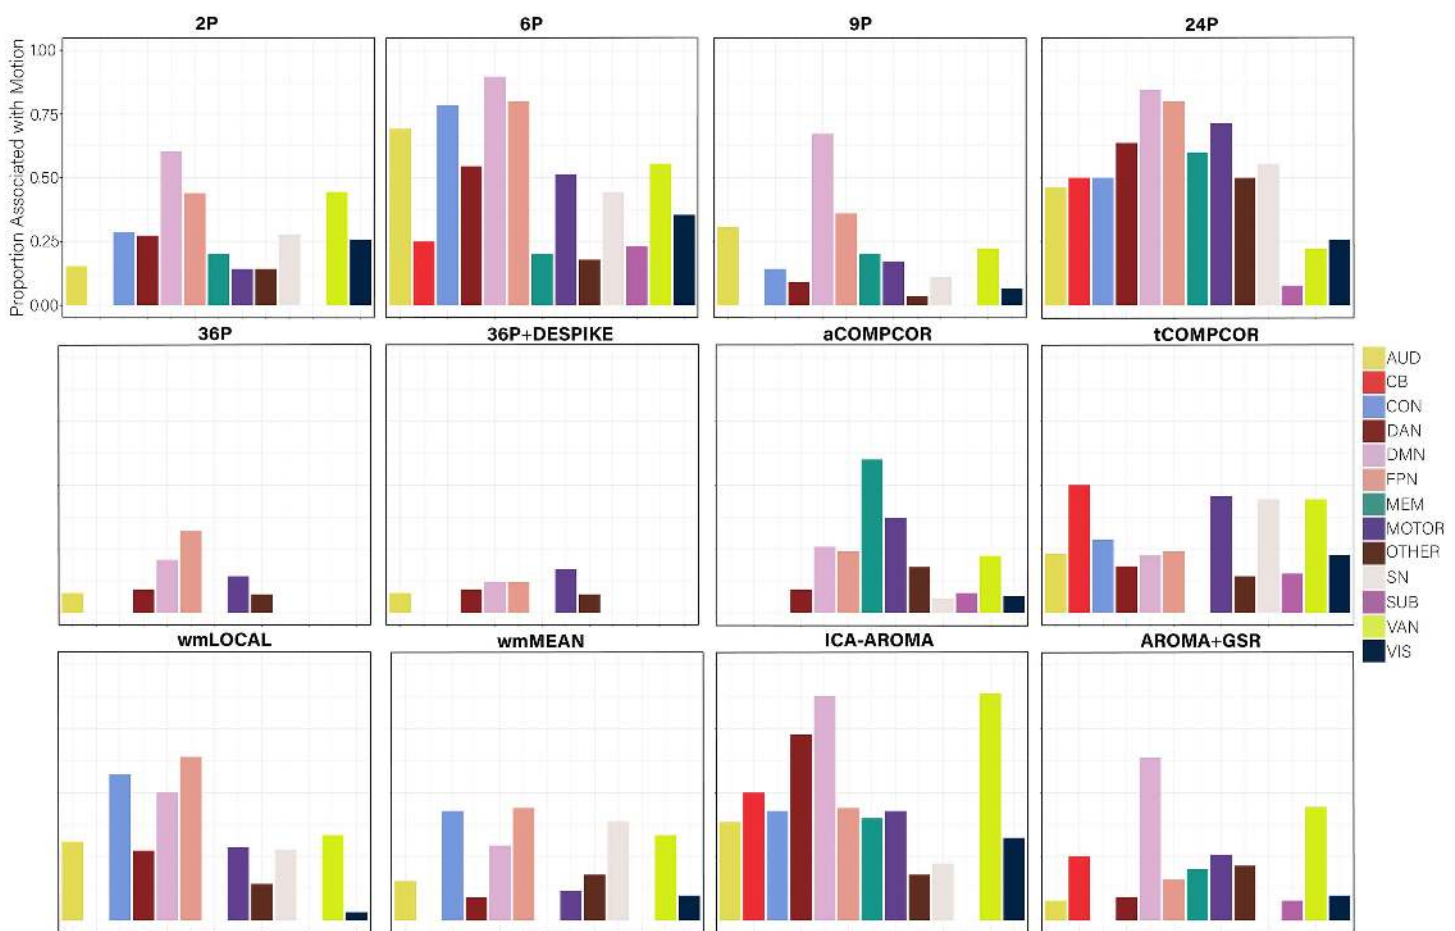 2P 6P 9P 24P
Proportion Associated with Motion
1.00
0.75
0.50
0.25
0.00
36P 36P+DESPIKE aCOMPCOR tCOMPCOR
AUD
CB
CON
DAN
DMN
FPN
MEM
MOTOR
OTHER
SN
SUB
VAN
VIS
wmLOCAL wmMEAN ICA-AROMA AROMA+GSR